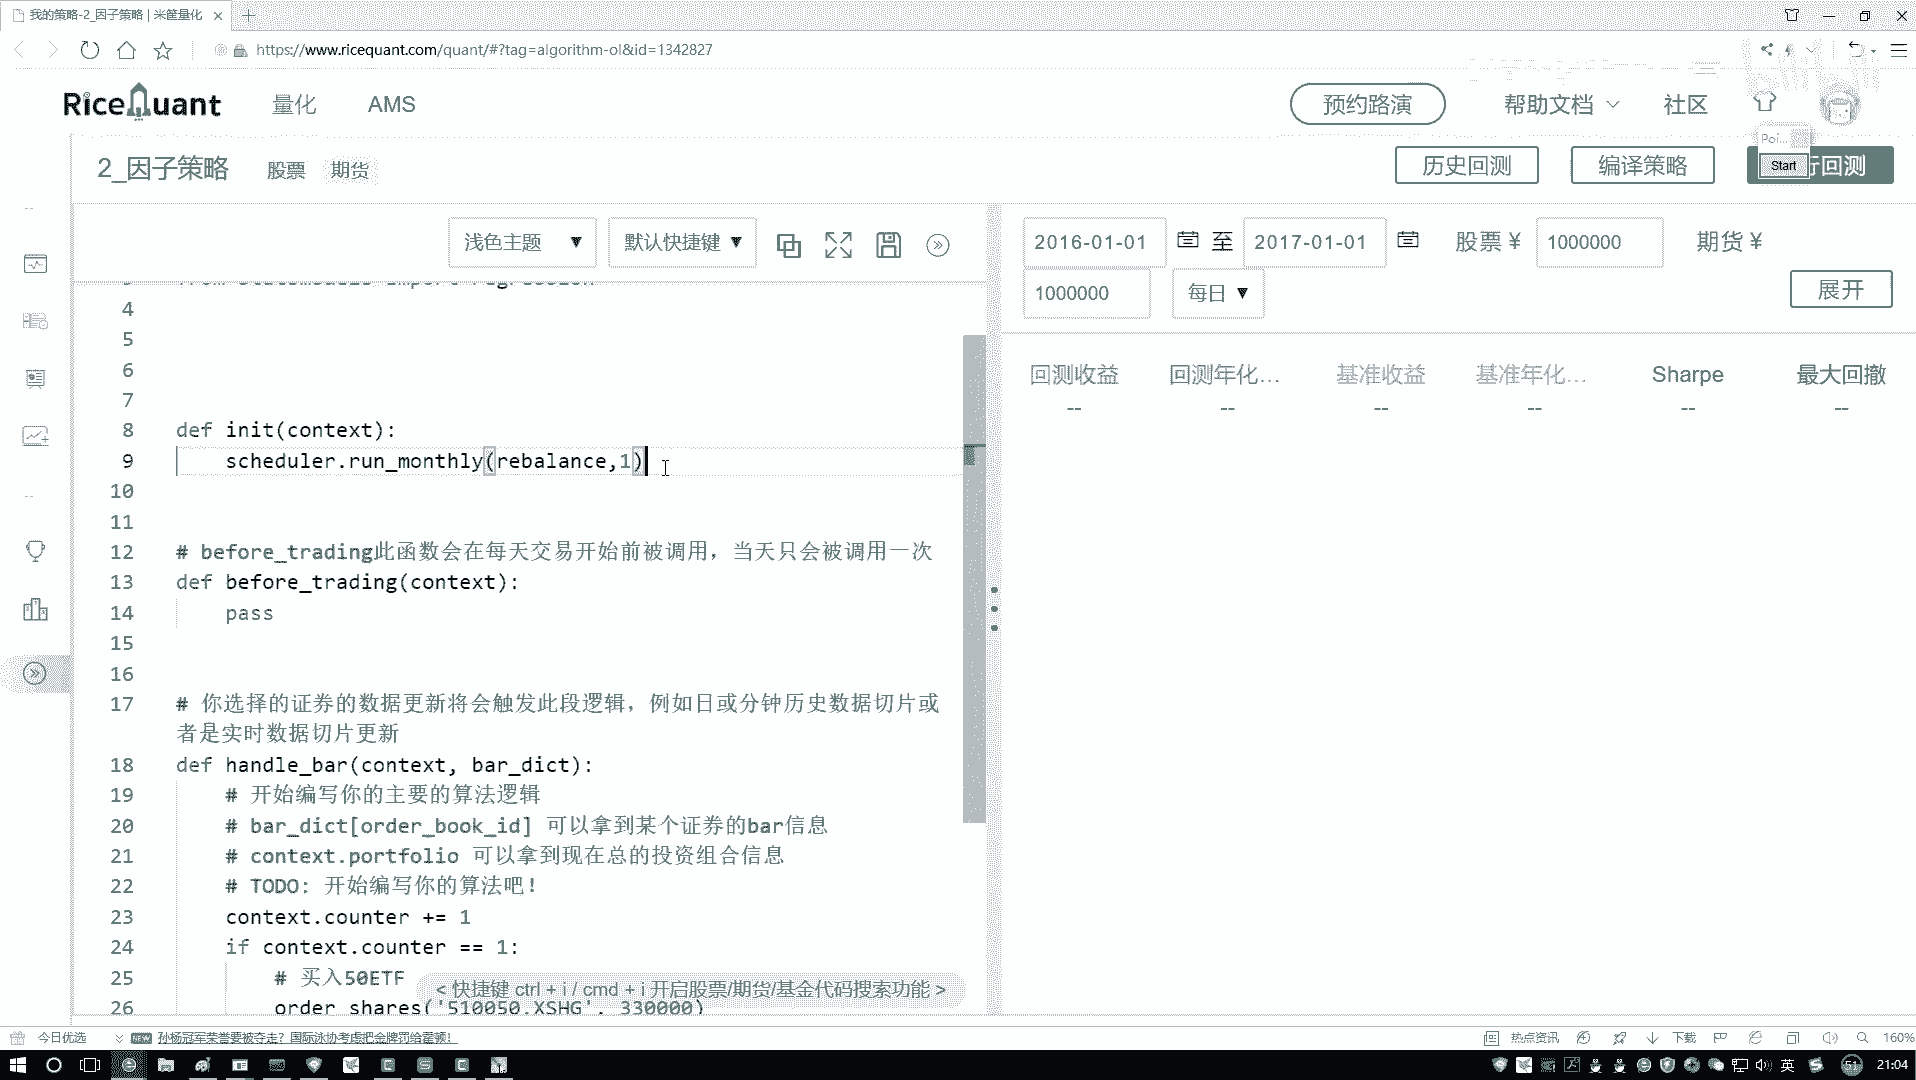 我的策略-2_因子策略 | 米筐量化
https://www.ricequant.com/quant/#?tag=algorithm-ol&id=1342827
RiceQuant 量化 AMS 预约路演 帮助文档 社区
Poi...
2_因子策略 股票 期货 历史回测 编译策略 Start 行回测
浅色主题 默认快捷键
2016-01-01 至 2017-01-01 股票 ¥ 1000000 期货 ¥
1000000 每日 展开
回测收益 回测年化... 基准收益 基准年化... Sharpe 最大回撤
-- -- -- -- -- --
4
5
6
7
8 def init(context):
9 scheduler.run_monthly(rebalance,1)
10
11
12 # before_trading此函数会在每天交易开始前被调用，当天只会被调用一次
13 def before_trading(context):
14 pass
15
16
17 # 你选择的证券的数据更新将会触发此段逻辑，例如日或分钟历史数据切片或
者是实时数据切片更新
18 def handle_bar(context, bar_dict):
19 # 开始编写你的主要的算法逻辑
20 # bar_dict[order_book_id] 可以拿到某个证券的bar信息
21 # context.portfolio 可以拿到现在总的投资组合信息
22 # TODO: 开始编写你的算法吧！
23 context.counter += 1
24 if context.counter == 1:
25 # 买入50ETF
< 快捷键 ctrl + i / cmd + i 开启股票/期货/基金代码搜索功能 >
26 order_shares('510050.XSHG', 330000)
今日优选 NEW 孙杨冠军荣誉要被夺走？国际泳协考虑把金牌罚给霍顿！ 热点资讯 下载 160%
英 51 21:04